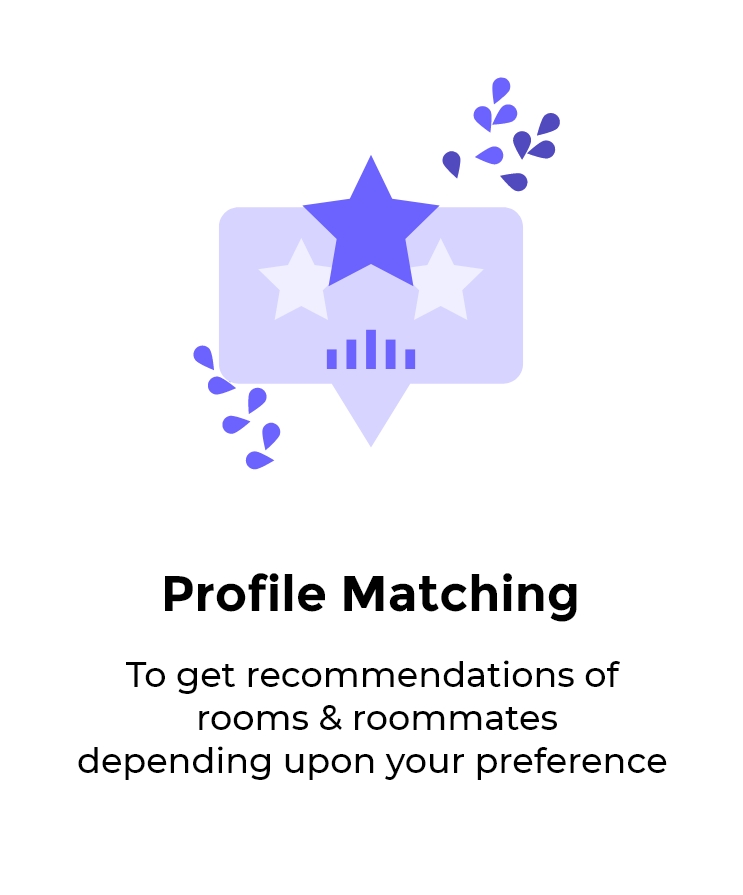 Profile Matching
To get recommendations of
rooms & roommates
depending upon your preference